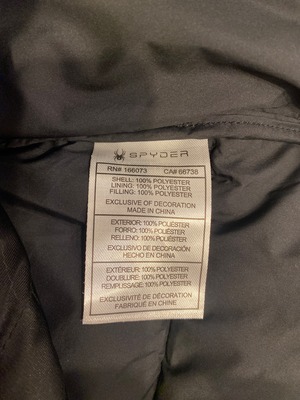 SPYDER
RN# 166073 CA# 66738
SHELL: 100% POLYESTER
LINING: 100% POLYESTER
FILLING: 100% POLYESTER
EXCLUSIVE OF DECORATION
MADE IN CHINA
EXTERIOR: 100% POLIÉSTER
FORRO: 100% POLIÉSTER
RELLENO: 100% POLIÉSTER
EXCLUSIVO DE DECORACIÓN
HECHO EN CHINA
EXTÉRIEUR: 100% POLYESTER
DOUBLURE: 100% POLYESTER
REMPLISSAGE: 100% POLYESTER
EXCLUSIVITÉ DE DÉCORATION
FABRIQUÉ EN CHINE